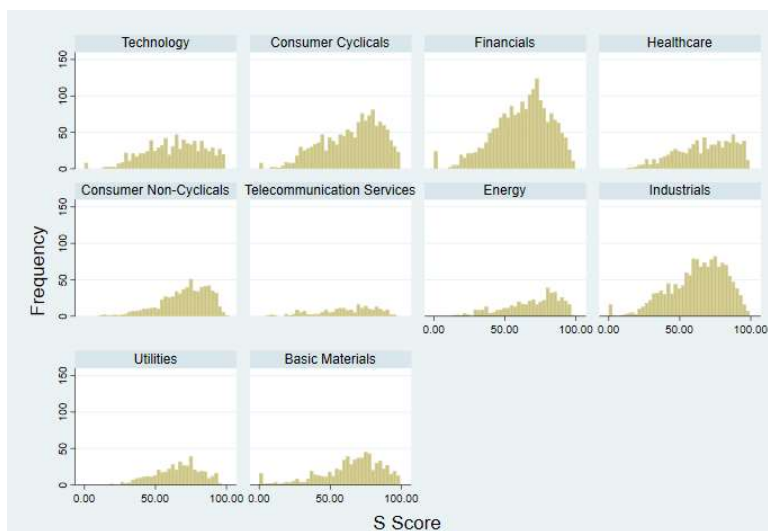 Technology Consumer Cyclicals Financials Healthcare
150
100
50
0
Consumer Non-Cyclicals Telecommunication Services Energy Industrials
150
100
50
0
0.00 50.00 100.00 0.00 50.00 100.00
Utilities Basic Materials
150
100
50
0
0.00 50.00 100.00 0.00 50.00 100.00
Frequency
S Score